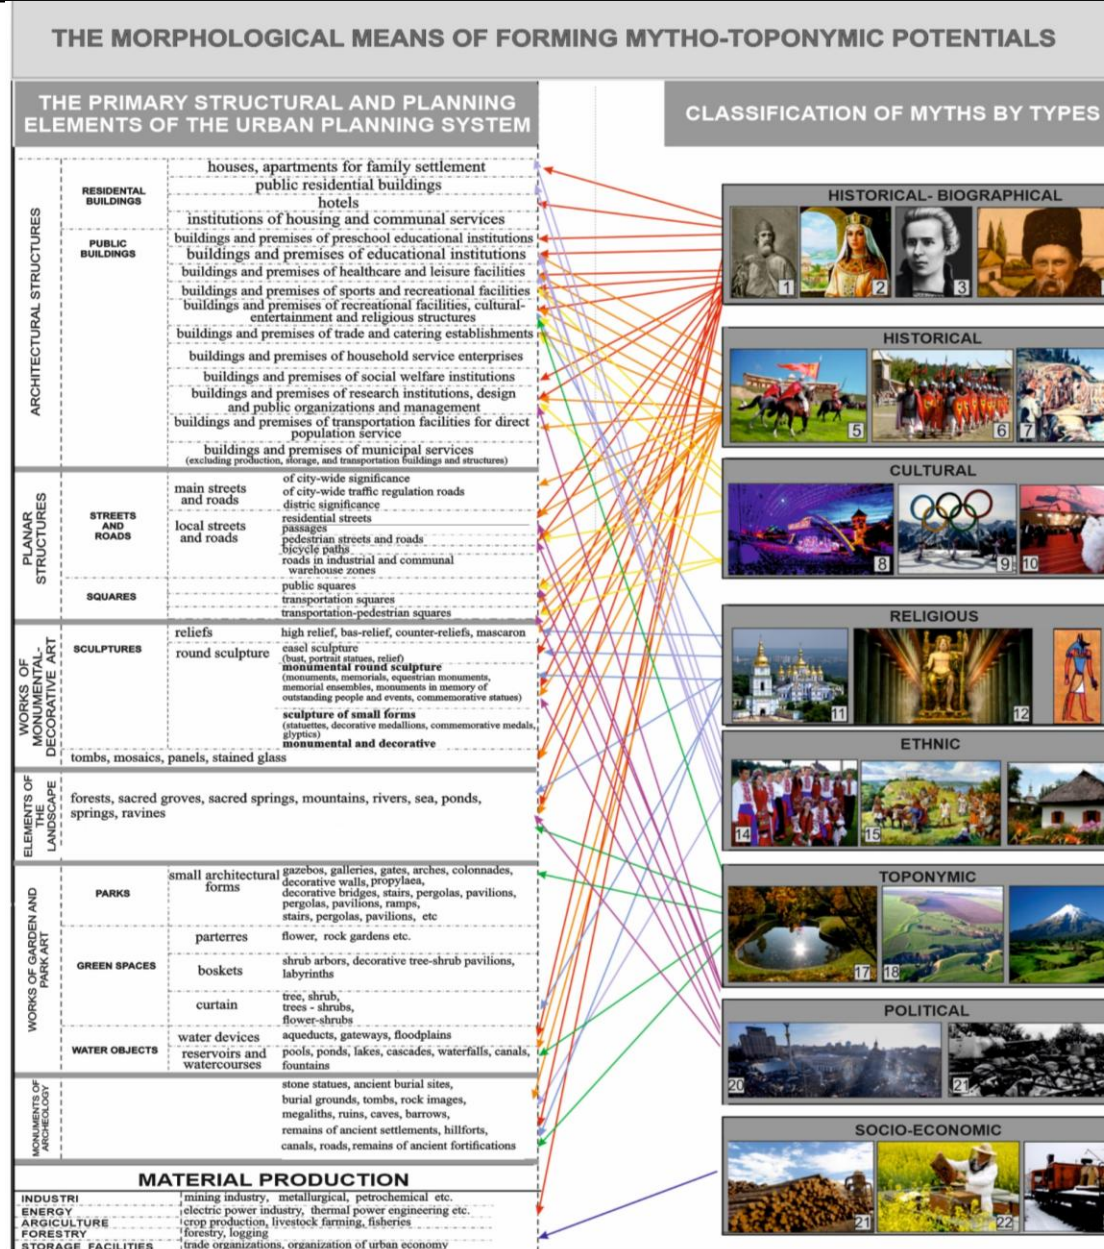 THE MORPHOLOGICAL MEANS OF FORMING MYTHO-TOPONYMIC POTENTIALS
THE PRIMARY STRUCTURAL AND PLANNING
ELEMENTS OF THE URBAN PLANNING SYSTEM
ARCHITECTURAL STRUCTURES
RESIDENTAL
BUILDINGS
houses, apartments for family settlement
public residential buildings
hotels
institutions of housing and communal services
PUBLIC
BUILDINGS
buildings and premises of preschool educational institutions
buildings and premises of educational institutions
buildings and premises of healthcare and leisure facilities
buildings and premises of sports and recreational facilities
buildings and premises of recreational facilities, cultural-
entertainment and religious structures
buildings and premises of trade and catering establishments
buildings and premises of household service enterprises
buildings and premises of social welfare institutions
buildings and premises of research institutions, design
and public organizations and management
buildings and premises of transportation facilities for direct
population service
buildings and premises of municipal services
(excluding production, storage, and transportation buildings and structures)
PLANAR
STRUCTURES
STREETS
AND
ROADS
main streets
and roads
of city-wide significance
of city-wide traffic regulation roads
distric significance
local streets
and roads
residential streets
passages
pedestrian streets and roads
bicycle paths
roads in industrial and communal
warehouse zones
SQUARES
public squares
transportation squares
transportation-pedestrian squares
WORKS OF
MONUMENTAL-
DECORATIVE ART
SCULPTURES
reliefs
high relief, bas-relief, counter-reliefs, mascaron
round sculpture
easel sculpture
(bust, portrait statues, relief)
monumental round sculpture
(monuments, memorials, equestrian monuments,
memorial ensembles, monuments in memory of
outstanding people and events, commemorative statues)
sculpture of small forms
(statuettes, decorative medallions, commemorative medals,
glyptics)
monumental and decorative
tombs, mosaics, panels, stained glass
ELEMENTS OF
THE
LANDSCAPE
forests, sacred groves, sacred springs, mountains, rivers, sea, ponds,
springs, ravines
WORKS OF GARDEN AND
PARK ART
PARKS
small architectural
forms
gazebos, galleries, gates, arches, colonnades,
decorative walls, propylaea,
decorative bridges, stairs, pergolas, pavilions,
pergolas, pavilions, ramps,
stairs, pergolas, pavilions, etc
GREEN SPACES
parterres
flower, rock gardens etc.
boskets
shrub arbors, decorative tree-shrub pavilions,
labyrinths
curtain
tree, shrub,
trees - shrubs,
flower-shrubs
WATER OBJECTS
water devices
aqueducts, gateways, floodplains
reservoirs and
watercourses
pools, ponds, lakes, cascades, waterfalls, canals,
fountains
MONUMENTS OF
ARCHEOLOGY
stone statues, ancient burial sites,
burial grounds, tombs, rock images,
megaliths, ruins, caves, barrows,
remains of ancient settlements, hillforts,
canals, roads, remains of ancient fortifications
MATERIAL PRODUCTION
INDUSTRI
mining industry, metallurgical, petrochemical etc.
ENERGY
electric power industry, thermal power engineering etc.
ARGICULTURE
crop production, livestock farming, fisheries
FORESTRY
forestry, logging
STORAGE FACILITIES
trade organizations, organization of urban economy
CLASSIFICATION OF MYTHS BY TYPES
HISTORICAL- BIOGRAPHICAL
1
2
3
HISTORICAL
5
6
7
CULTURAL
8
9
10
RELIGIOUS
11
12
ETHNIC
14
15
TOPONYMIC
17
18
POLITICAL
20
21
SOCIO-ECONOMIC
21
22